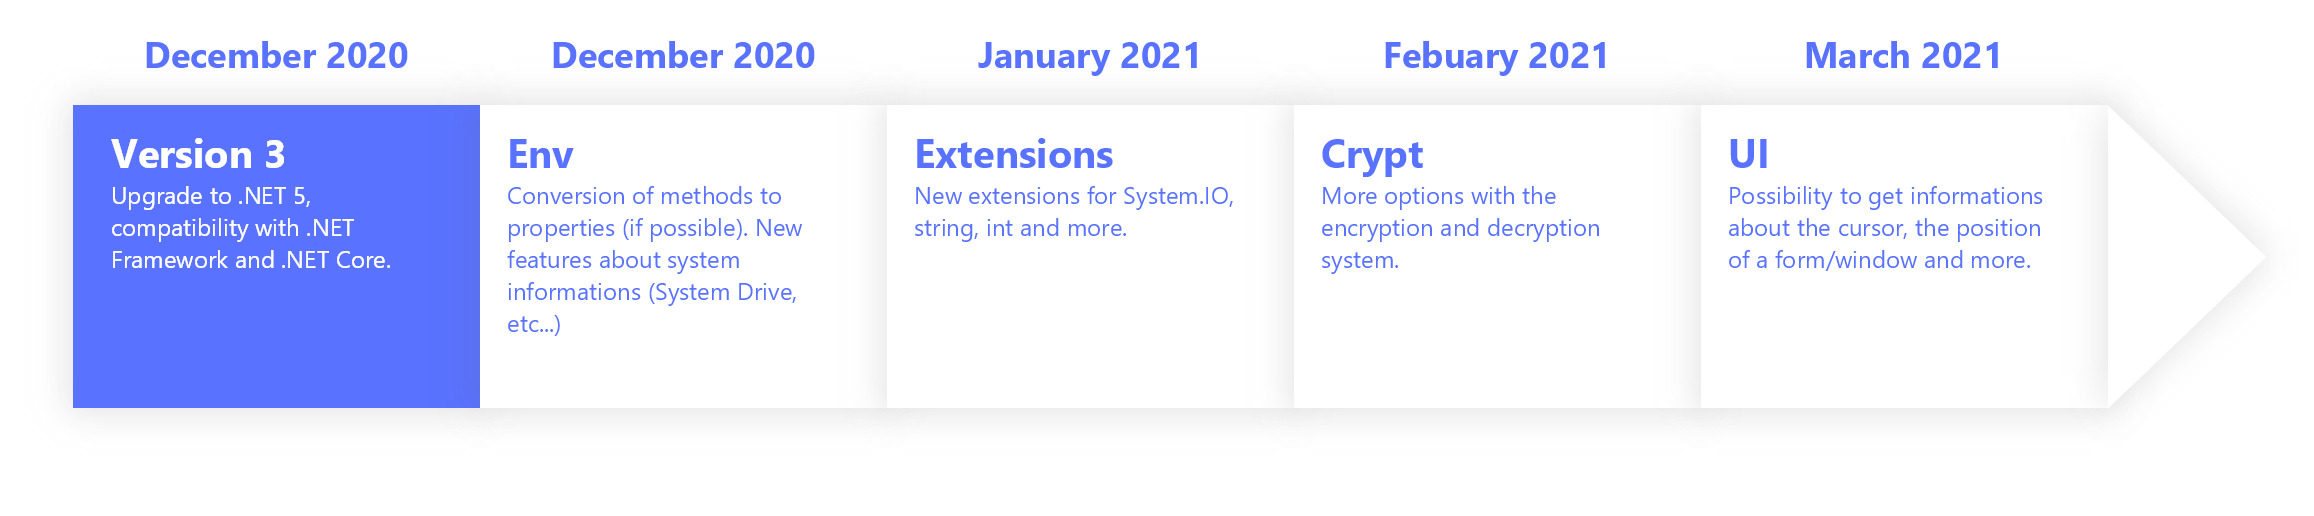 December 2020
December 2020
January 2021
Febuary 2021
March 2021
Version 3
Upgrade to .NET 5,
compatibility with .NET
Framework and .NET Core.
Env
Conversion of methods to
properties (if possible). New
features about system
informations (System Drive,
etc...)
Extensions
New extensions for System.IO,
string, int and more.
Crypt
More options with the
encryption and decryption
system.
UI
Possibility to get informations
about the cursor, the position
of a form/window and more.